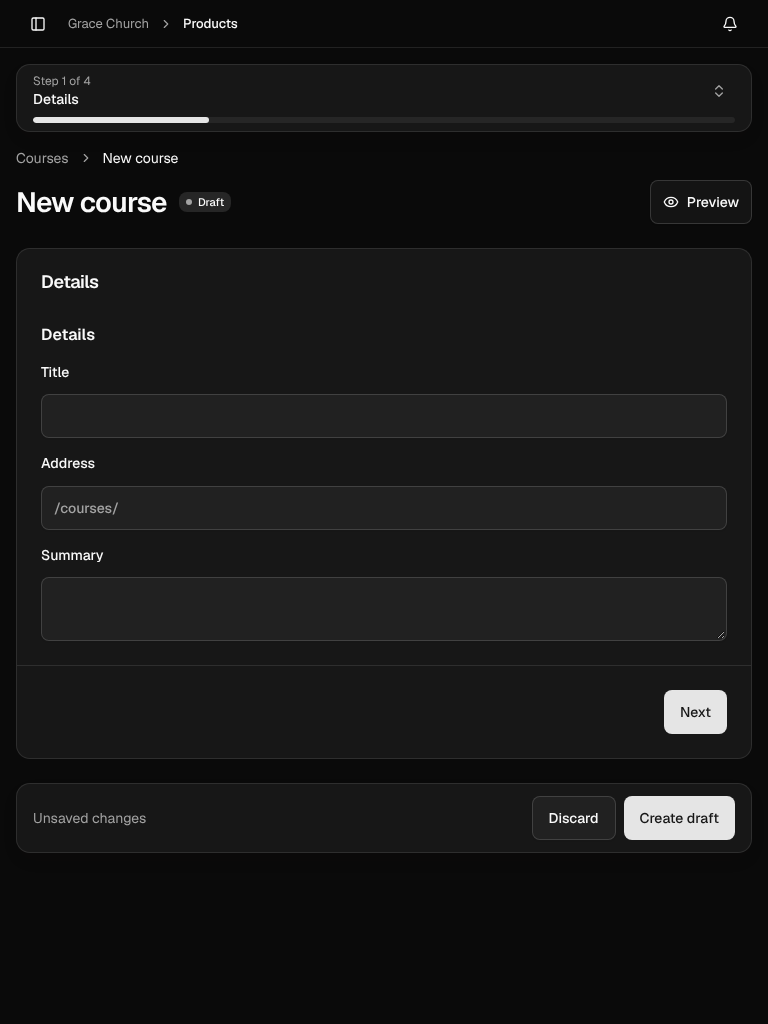 Grace Church > Products
Step 1 of 4
Details
Courses > New course
New course Draft Preview
Details
Details
Title
Address
/courses/
Summary
Next
Unsaved changes Discard Create draft